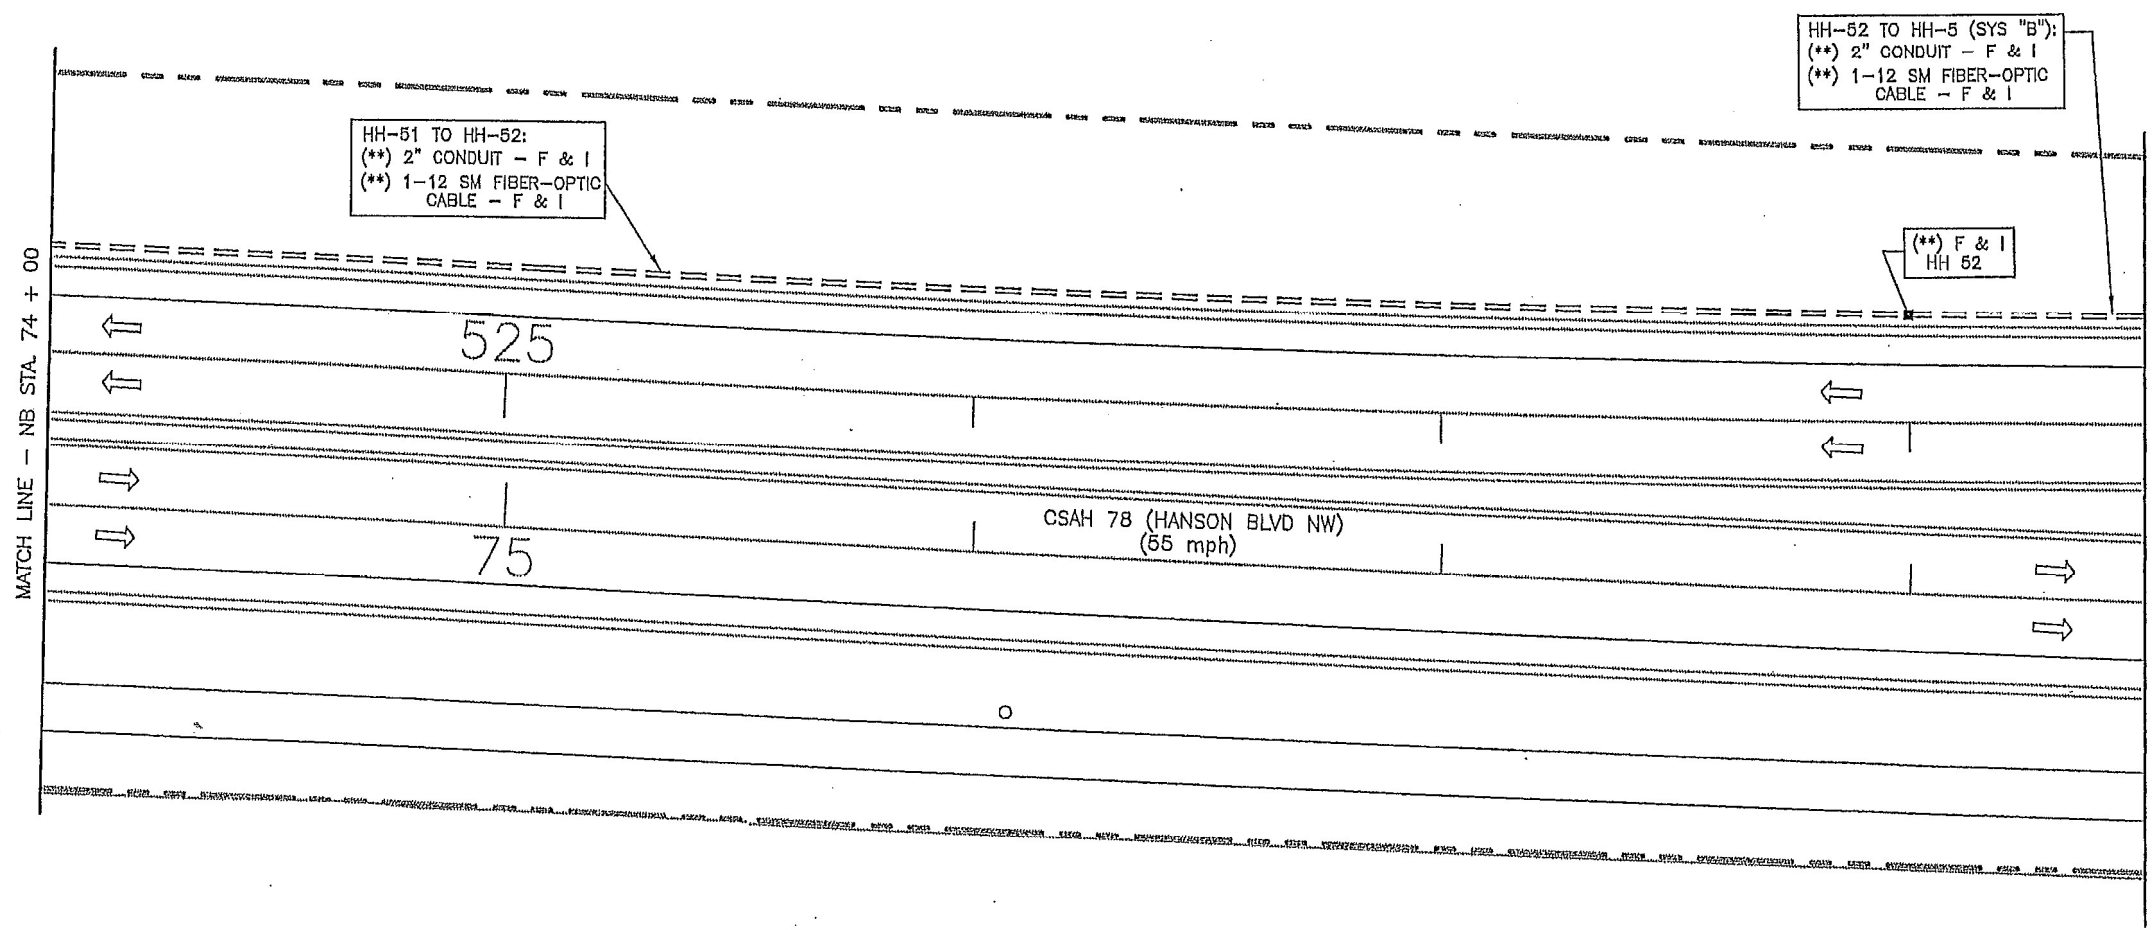 HH-52 TO HH-5 (SYS "B"):
(**) 2" CONDUIT - F & I
(**) 1-12 SM FIBER-OPTIC
CABLE - F & I
HH-51 TO HH-52:
(**) 2" CONDUIT - F & I
(**) 1-12 SM FIBER-OPTIC
CABLE - F & I
(**) F & I
HH 52
MATCH LINE - NB STA. 74 + 00
525
CSAH 78 (HANSON BLVD NW)
(55 mph)
75